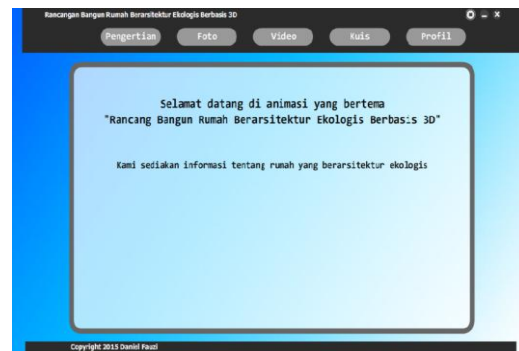 Rancangan Bangun Rumah Berarsitektur Ekologis Berbasis 3D
Pengertian Foto Video Kuis Profil
Selamat datang di animasi yang bertema
"Rancang Bangun Rumah Berarsitektur Ekologis Berbasis 3D"
Kami sediakan informasi tentang rumah yang berarsitektur ekologis
Copyright 2015 Daniel Fauzi